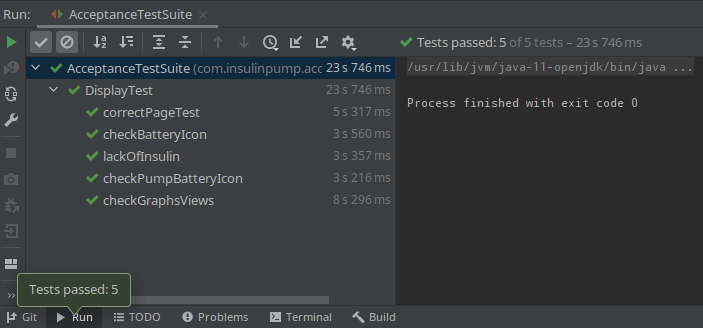 Run: AcceptanceTestSuite
Tests passed: 5 of 5 tests – 23 s 746 ms
AcceptanceTestSuite (com.insulinpump.acc 23 s 746 ms
/usr/lib/jvm/java-11-openjdk/bin/java ...
DisplayTest 23 s 746 ms
correctPageTest 5 s 317 ms
Process finished with exit code 0
checkBatteryIcon 3 s 560 ms
lackOfInsulin 3 s 357 ms
checkPumpBatteryIcon 3 s 216 ms
checkGraphsViews 8 s 296 ms
Tests passed: 5
Git Run TODO Problems Terminal Build